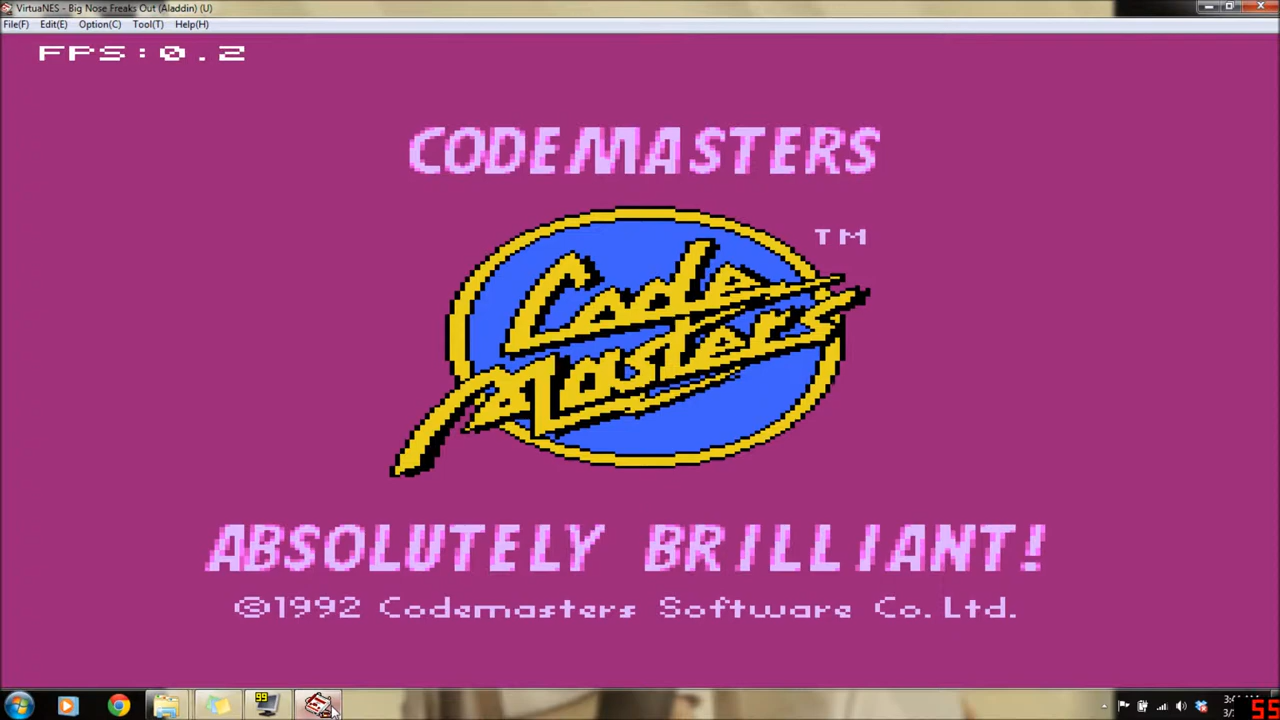 VirtuaNES - Big Nose Freaks Out (Aladdin) (U)
File(F) Edit(E) Option(C) Tool(T) Help(H)
FPS:0.2
CODEMASTERS
TM
Code
Masters
ABSOLUTELY BRILLIANT!
©1992 Codemasters Software Co.Ltd.
99
55